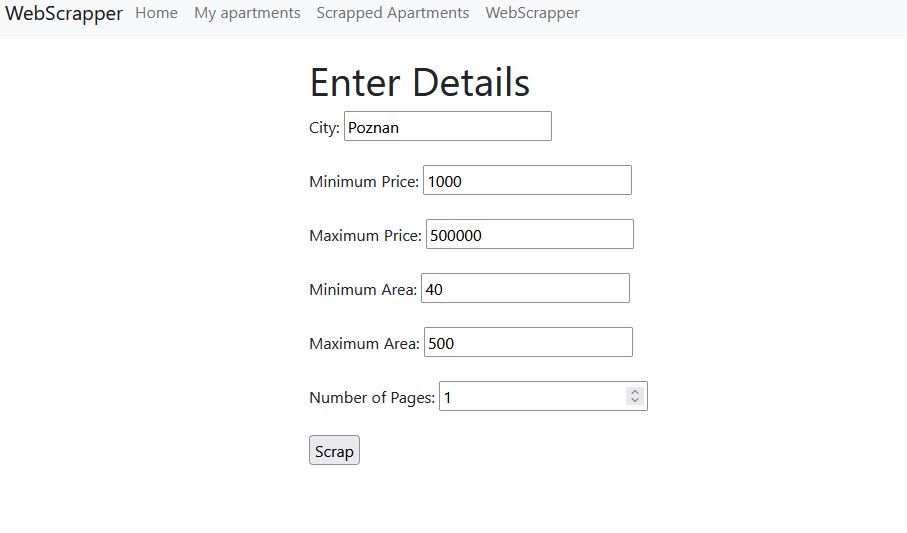 WebScrapper Home My apartments Scrapped Apartments WebScrapper
Enter Details
City: Poznan
Minimum Price: 1000
Maximum Price: 500000
Minimum Area: 40
Maximum Area: 500
Number of Pages: 1
Scrap